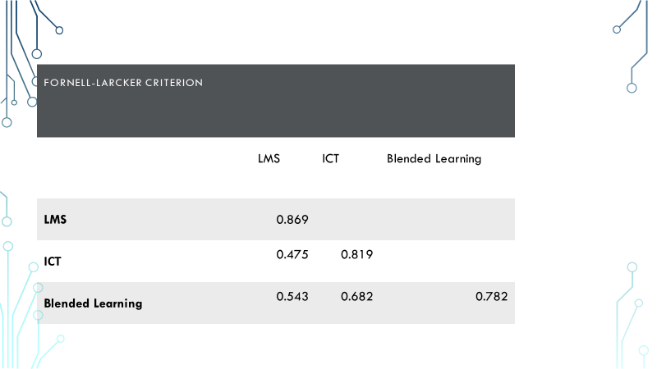 FORNELL-LARCKER CRITERION
LMS ICT Blended Learning
LMS 0.869
ICT 0.475 0.819
Blended Learning 0.543 0.682 0.782